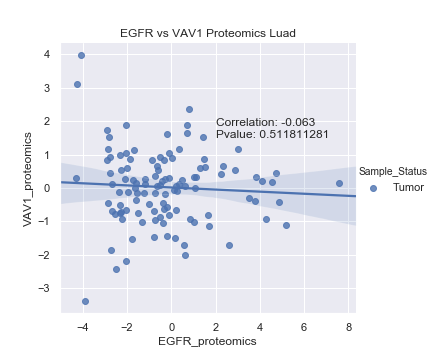 EGFR vs VAV1 Proteomics Luad
4
3
2
1
0
−1
−2
−3
VAV1_proteomics
Correlation: -0.063
Pvalue: 0.511811281
Sample_Status
Tumor
−4 −2 0 2 4 6 8
EGFR_proteomics